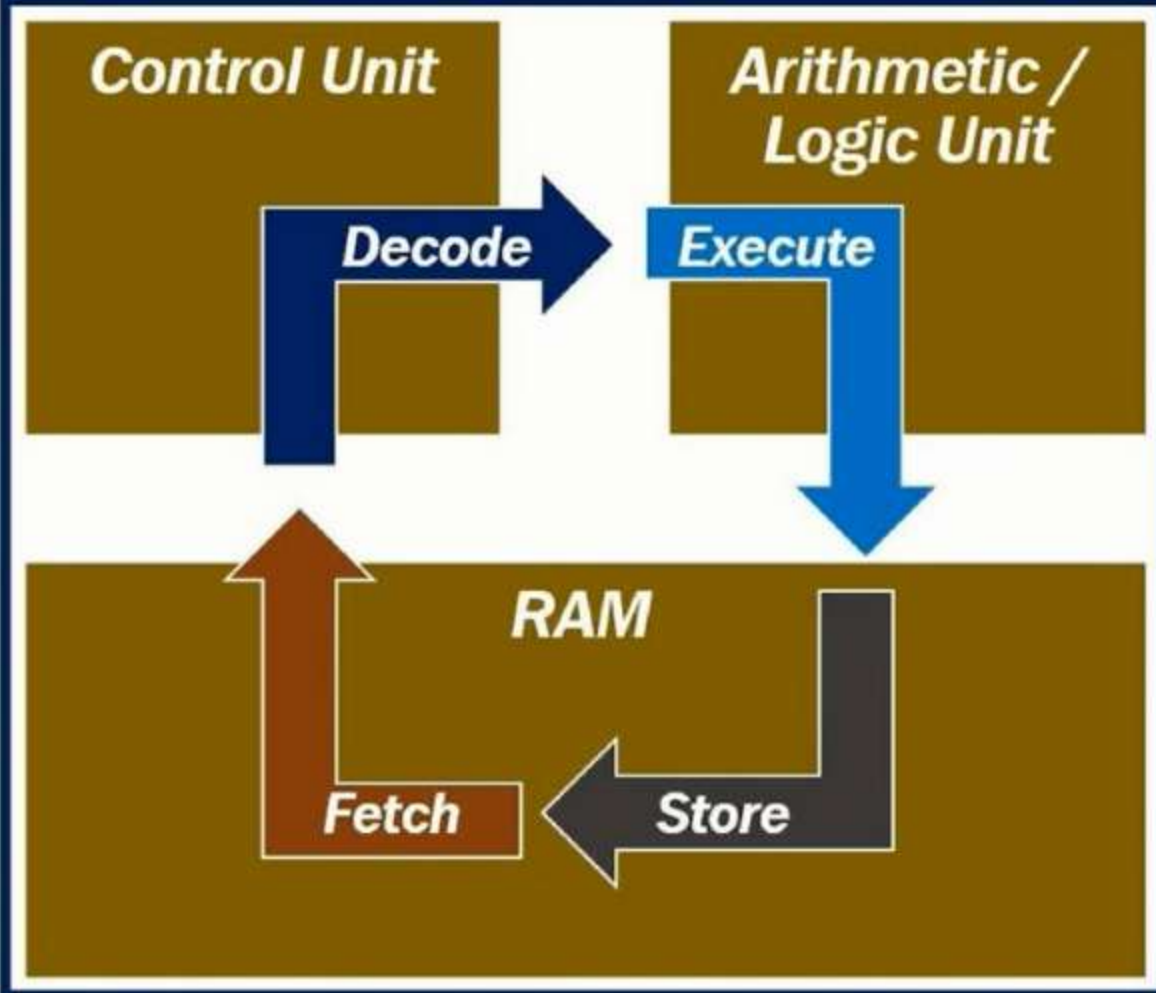 Control Unit
Arithmetic /
Logic Unit
Decode
Execute
RAM
Fetch
Store